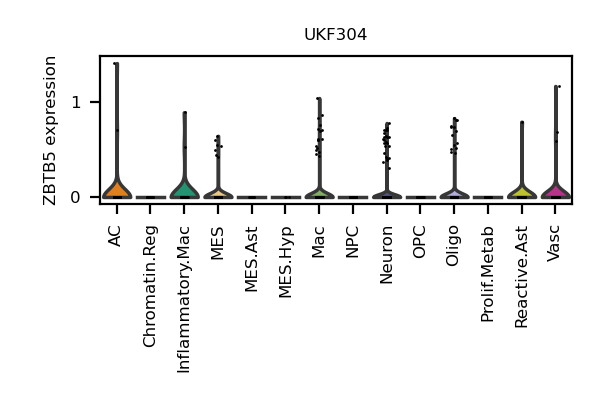 UKF304
ZBTB5 expression
1
0
AC
Chromatin.Reg
Inflammatory.Mac
MES
MES.Ast
MES.Hyp
Mac
NPC
Neuron
OPC
Oligo
Prolif.Metab
Reactive.Ast
Vasc